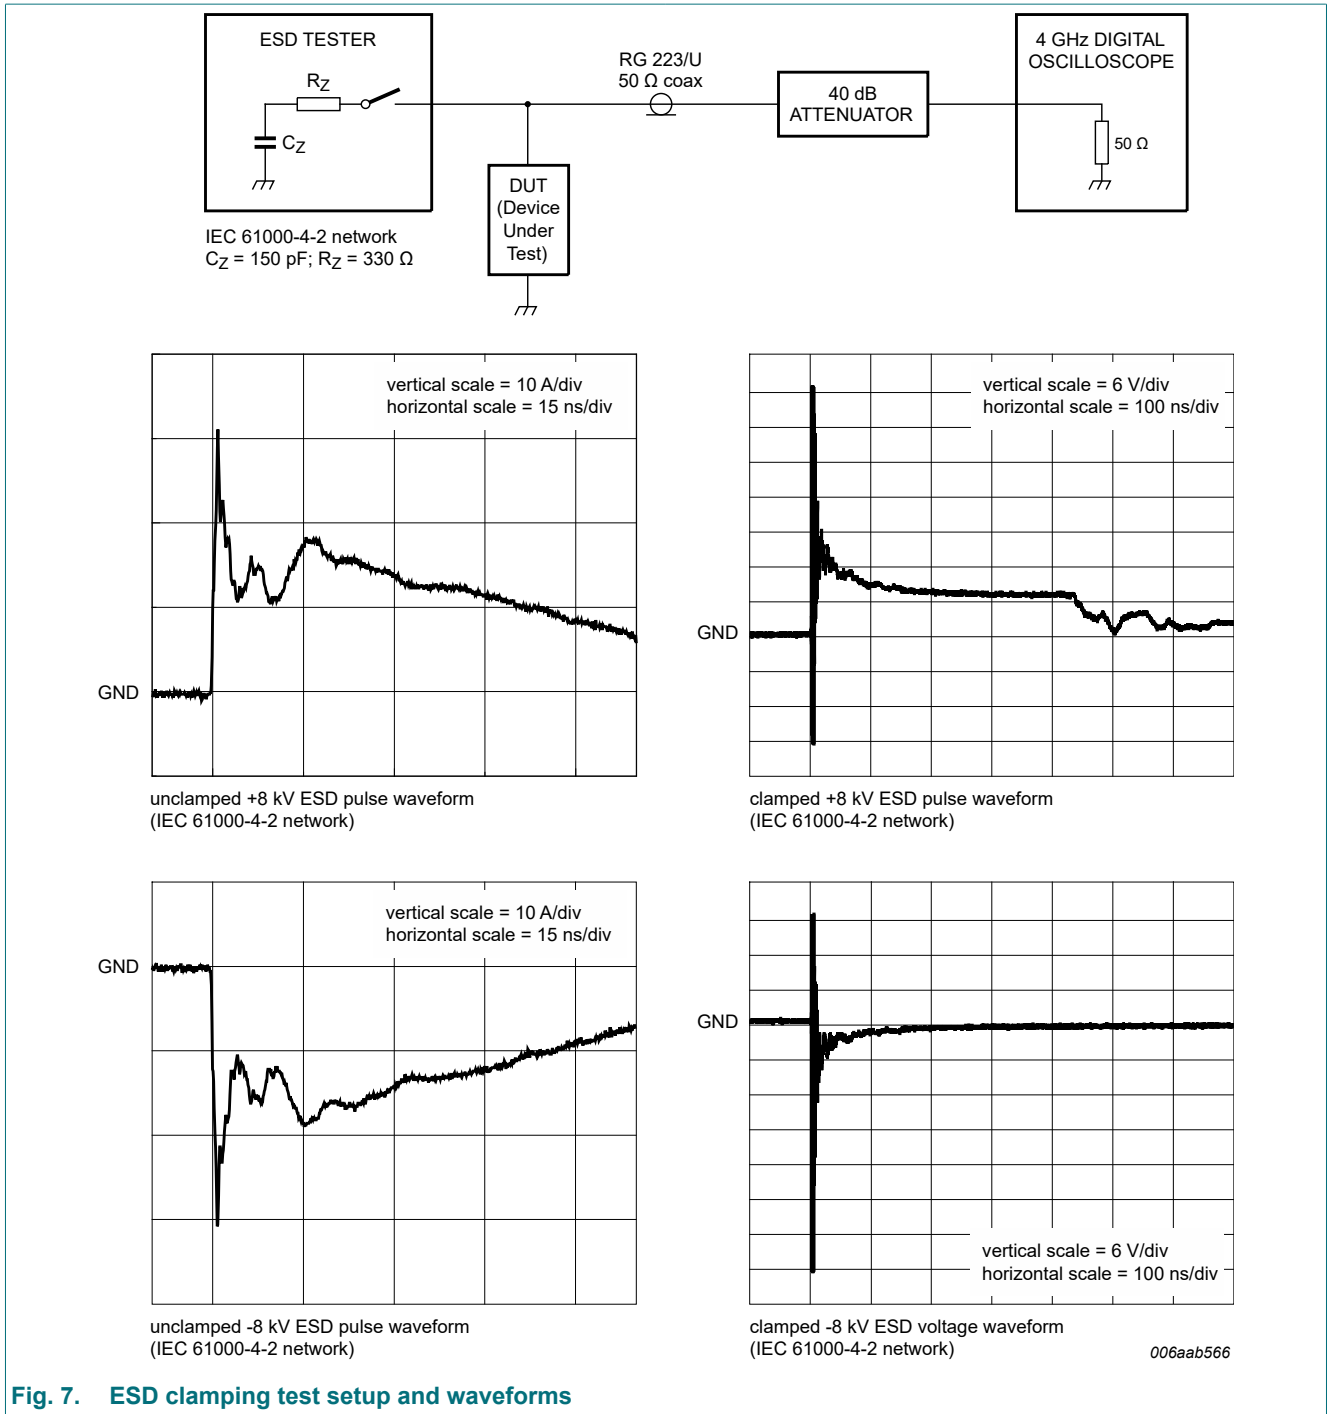 ESD TESTER
RZ
CZ
IEC 61000-4-2 network
CZ = 150 pF; RZ = 330 Ω
DUT
(Device
Under
Test)
RG 223/U
50 Ω coax
40 dB
ATTENUATOR
4 GHz DIGITAL
OSCILLOSCOPE
50 Ω
vertical scale = 10 A/div
horizontal scale = 15 ns/div
GND
unclamped +8 kV ESD pulse waveform
(IEC 61000-4-2 network)
vertical scale = 6 V/div
horizontal scale = 100 ns/div
GND
clamped +8 kV ESD pulse waveform
(IEC 61000-4-2 network)
vertical scale = 10 A/div
horizontal scale = 15 ns/div
GND
unclamped -8 kV ESD pulse waveform
(IEC 61000-4-2 network)
GND
vertical scale = 6 V/div
horizontal scale = 100 ns/div
clamped -8 kV ESD voltage waveform
(IEC 61000-4-2 network)
006aab566
Fig. 7. ESD clamping test setup and waveforms